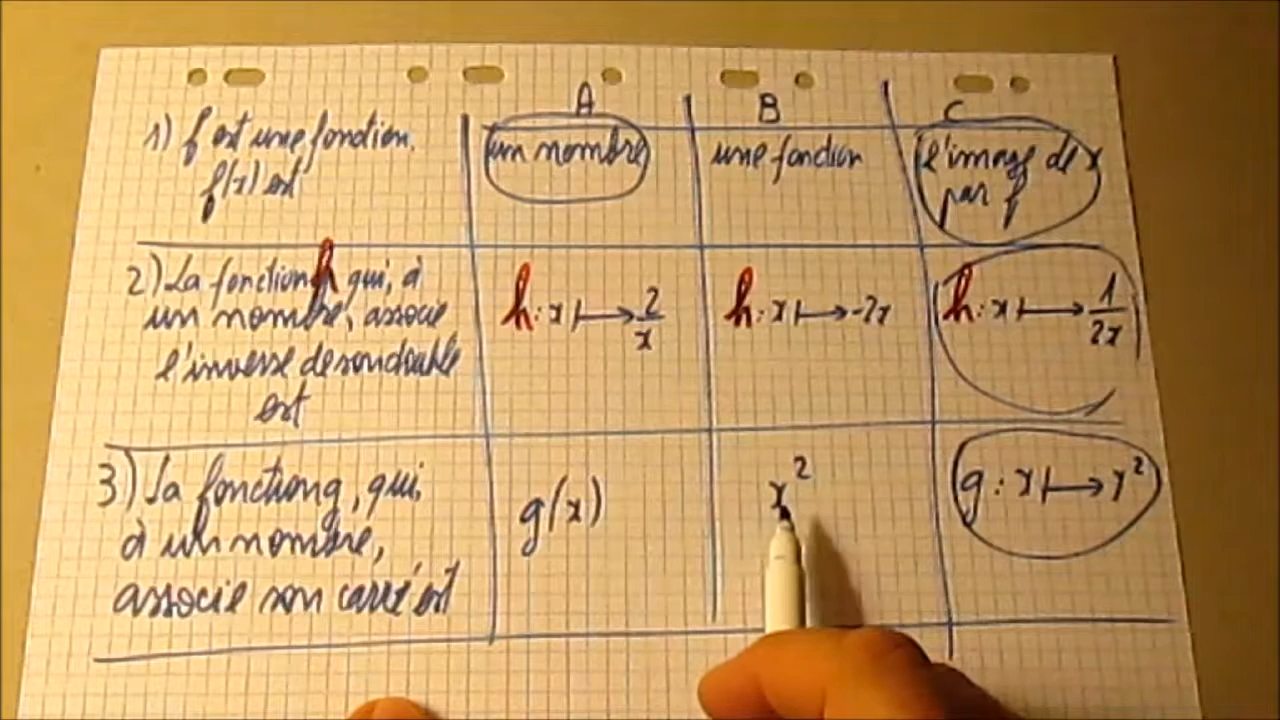 A B C
1) f est une fonction.
f(x) est
un nombre
une fonction
l'image de x
par f
2) La fonction h qui, à
un nombre, associe
l'inverse de son double
est
h : x ⟼ 2/x
h : x ⟼ -2x
h : x ⟼ 1/2x
3) La fonction g, qui,
à un nombre,
associe son carré est
g(x)
x²
g : x ⟼ x²